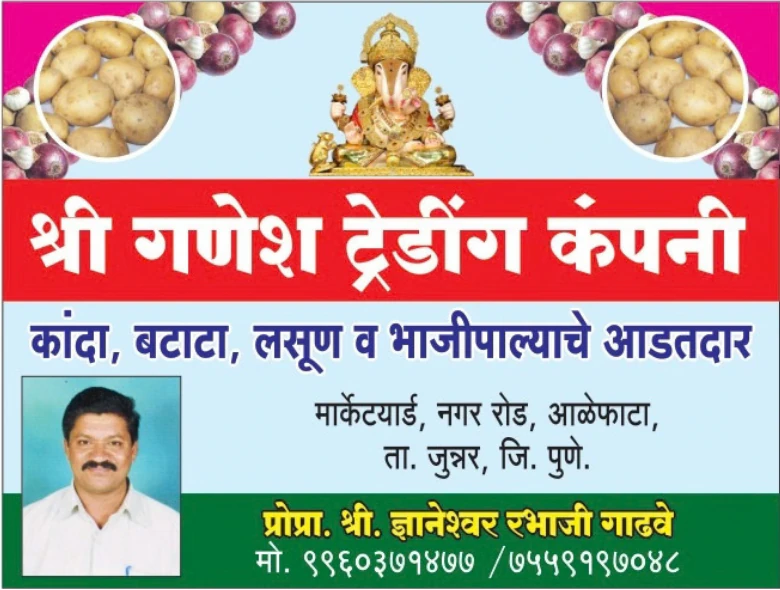 श्री गणेश ट्रेडींग कंपनी
कांदा, बटाटा, लसूण व भाजीपाल्याचे आडतदार
मार्केटयार्ड, नगर रोड, आळेफाटा,
ता. जुन्नर, जि. पुणे.
प्रोप्रा. श्री. ज्ञानेश्वर रभाजी गाढवे
मो. ९९६०३७१४७७ /७५५९१९७०४८